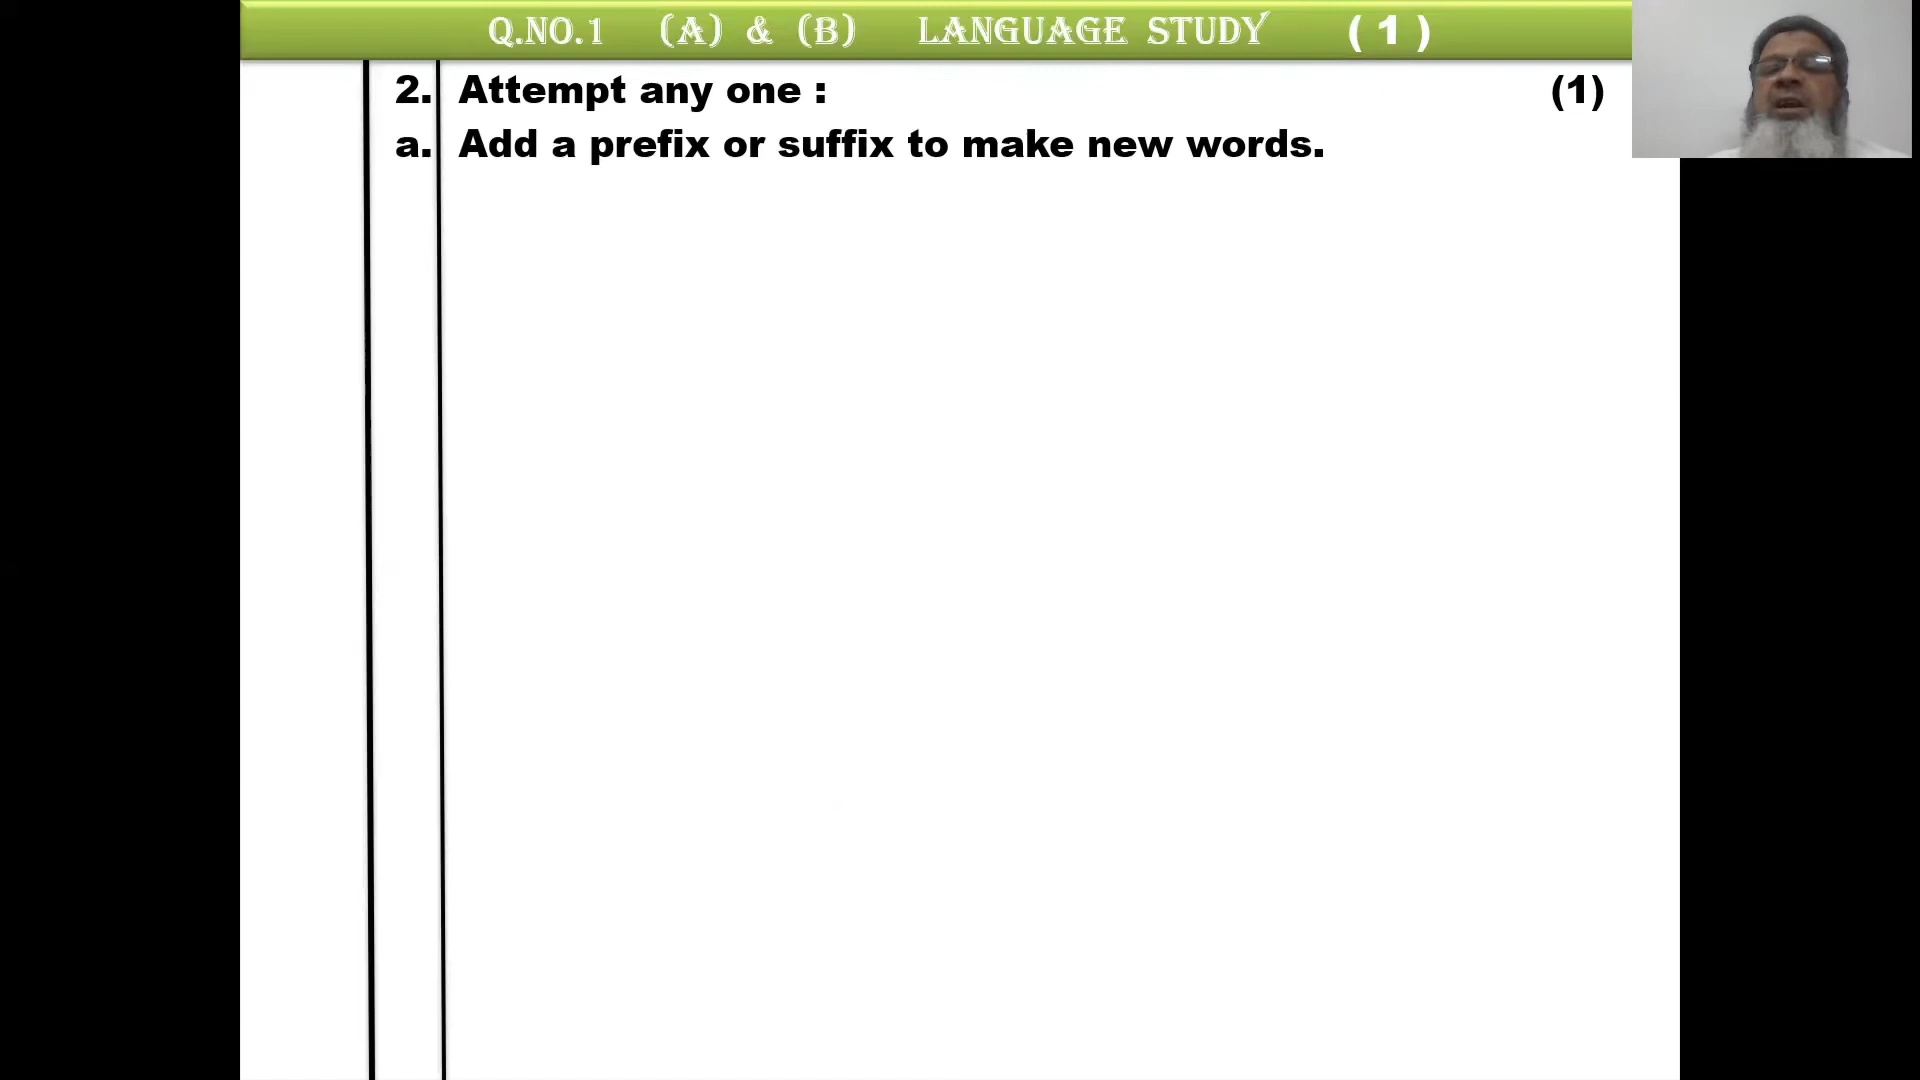 Q.NO.1 (A) & (B) LANGUAGE STUDY ( 1 )
2. Attempt any one : (1)
a. Add a prefix or suffix to make new words.